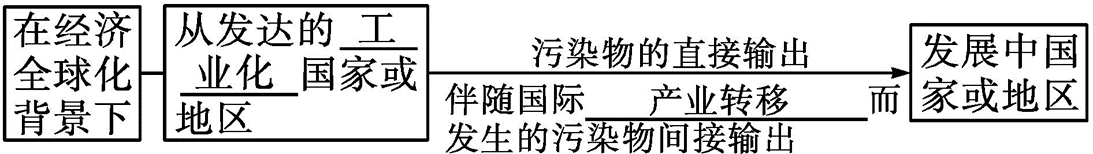 在经济
全球化
背景下
从发达的 工
业化 国家或
地区
污染物的直接输出
伴随国际 产业转移 而
发生的污染物间接输出
发展中国
家或地区